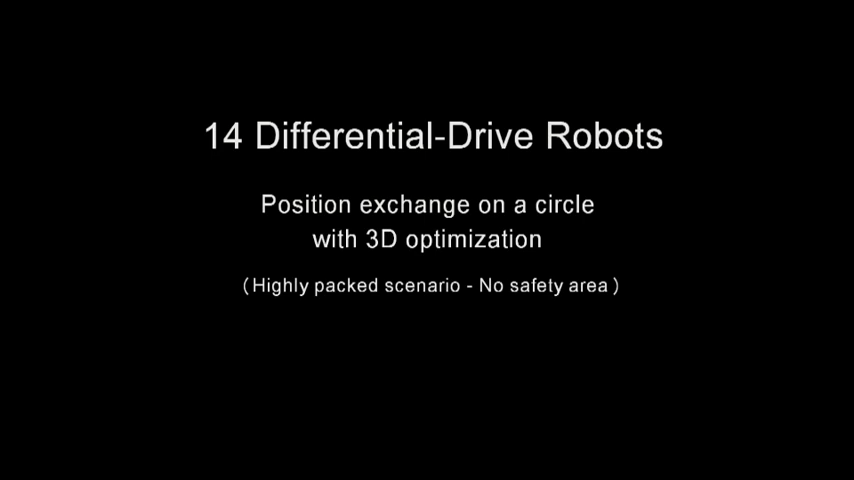 14 Differential-Drive Robots
Position exchange on a circle
with 3D optimization
(Highly packed scenario - No safety area)